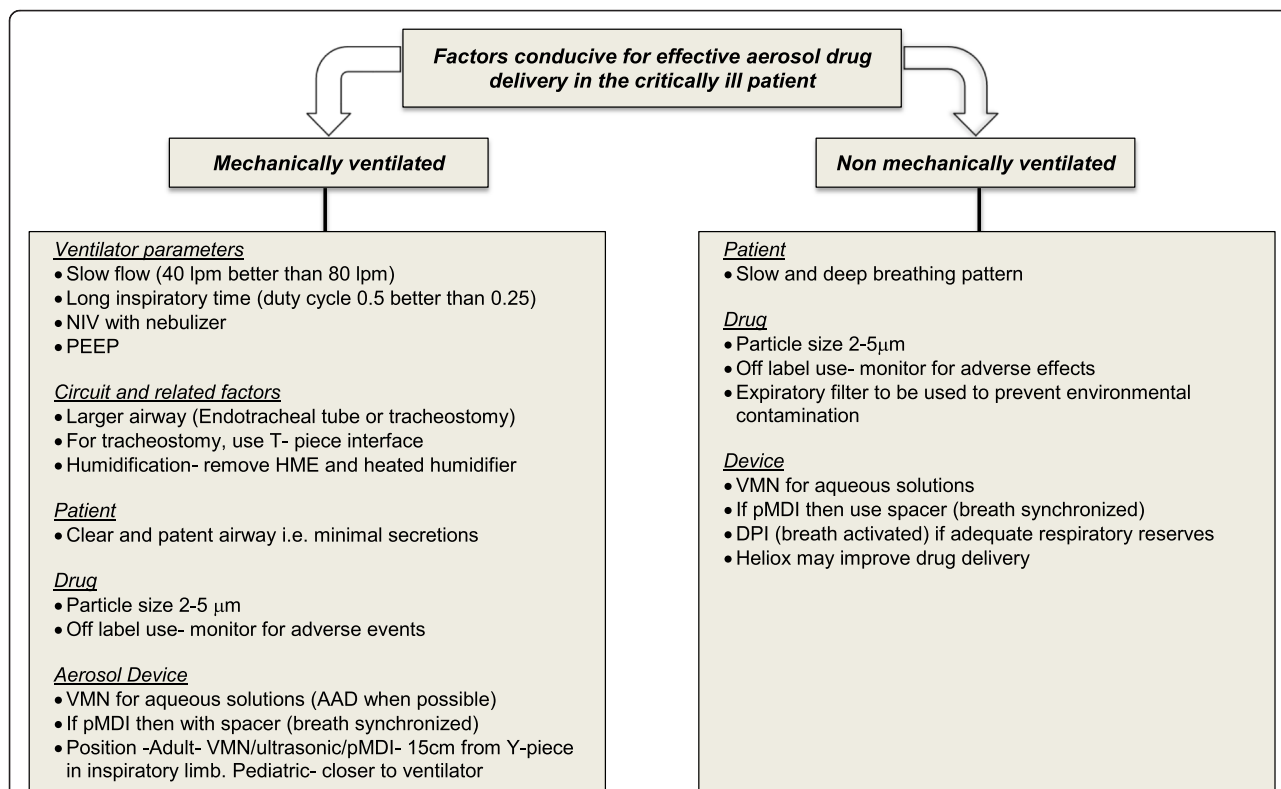 Factors conducive for effective aerosol drug
delivery in the critically ill patient
Mechanically ventilated
Non mechanically ventilated
Ventilator parameters
• Slow flow (40 lpm better than 80 lpm)
• Long inspiratory time (duty cycle 0.5 better than 0.25)
• NIV with nebulizer
• PEEP
Circuit and related factors
• Larger airway (Endotracheal tube or tracheostomy)
• For tracheostomy, use T- piece interface
• Humidification- remove HME and heated humidifier
Patient
• Clear and patent airway i.e. minimal secretions
Drug
• Particle size 2-5 μm
• Off label use- monitor for adverse events
Aerosol Device
• VMN for aqueous solutions (AAD when possible)
• If pMDI then with spacer (breath synchronized)
• Position -Adult- VMN/ultrasonic/pMDI- 15cm from Y-piece
in inspiratory limb. Pediatric- closer to ventilator
Patient
• Slow and deep breathing pattern
Drug
• Particle size 2-5μm
• Off label use- monitor for adverse effects
• Expiratory filter to be used to prevent environmental
contamination
Device
• VMN for aqueous solutions
• If pMDI then use spacer (breath synchronized)
• DPI (breath activated) if adequate respiratory reserves
• Heliox may improve drug delivery